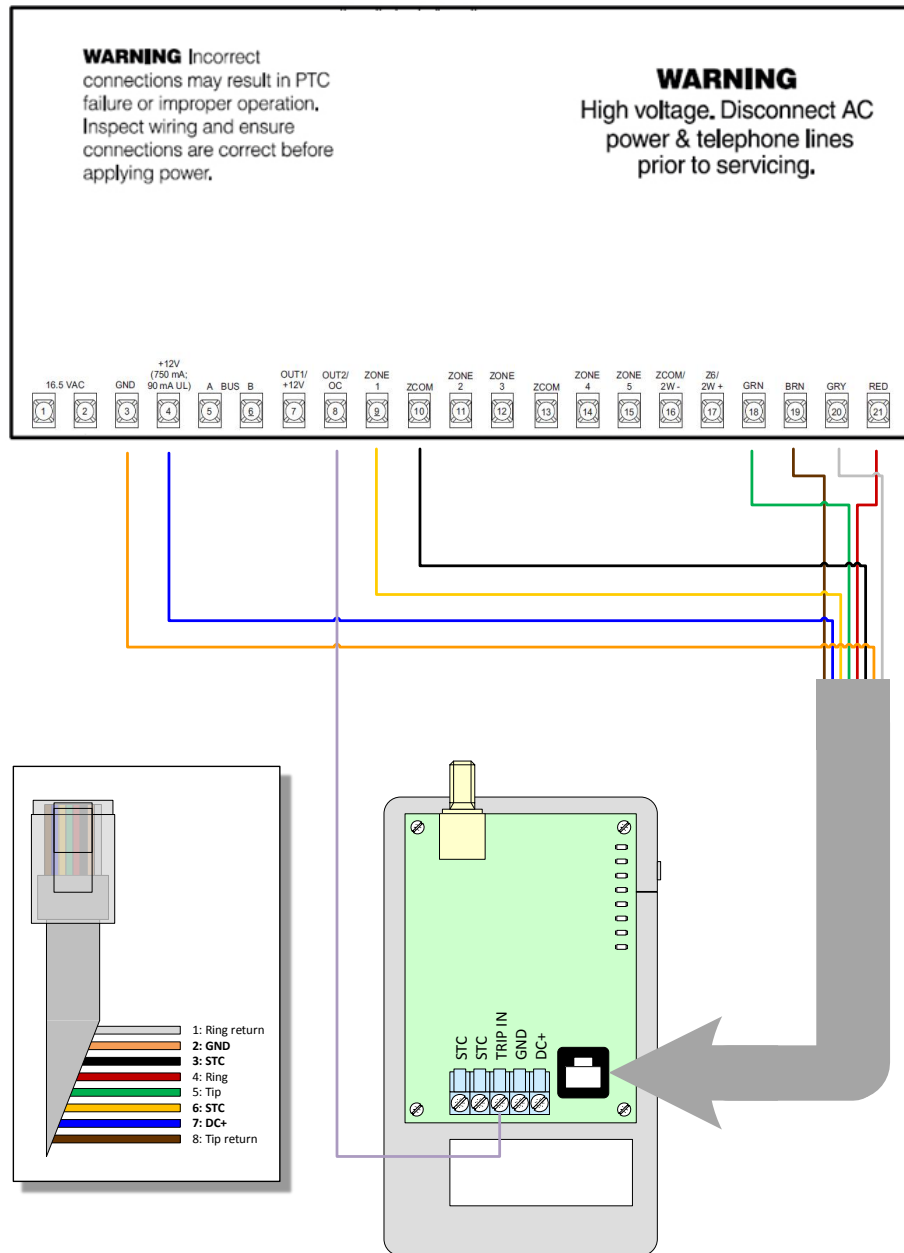 WARNING Incorrect
connections may result in PTC
failure or improper operation.
Inspect wiring and ensure
connections are correct before
applying power.
WARNING
High voltage. Disconnect AC
power & telephone lines
prior to servicing.
16.5 VAC
GND
+12V
(750 mA;
90 mA UL)
A BUS B
OUT1/
+12V
OUT2/
OC
ZONE
1
ZCOM
ZONE
2
ZONE
3
ZCOM
ZONE
4
ZONE
5
ZCOM/
2W -
Z6/
2W +
GRN
BRN
GRY
RED
1 2 3 4 5 6 7 8 9 10 11 12 13 14 15 16 17 18 19 20 21
1: Ring return
2: GND
3: STC
4: Ring
5: Tip
6: STC
7: DC+
8: Tip return
STC
STC
TRIP IN
GND
DC+